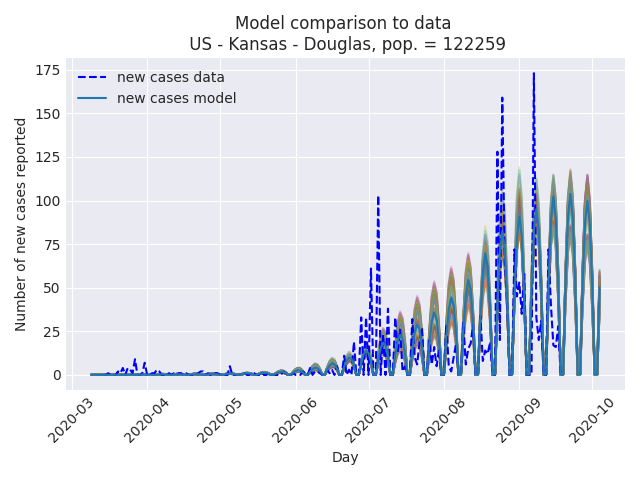 Model comparison to data
US - Kansas - Douglas, pop. = 122259
new cases data
new cases model
Number of new cases reported
175
150
125
100
75
50
25
0
2020-03
2020-04
2020-05
2020-06
2020-07
2020-08
2020-09
2020-10
Day